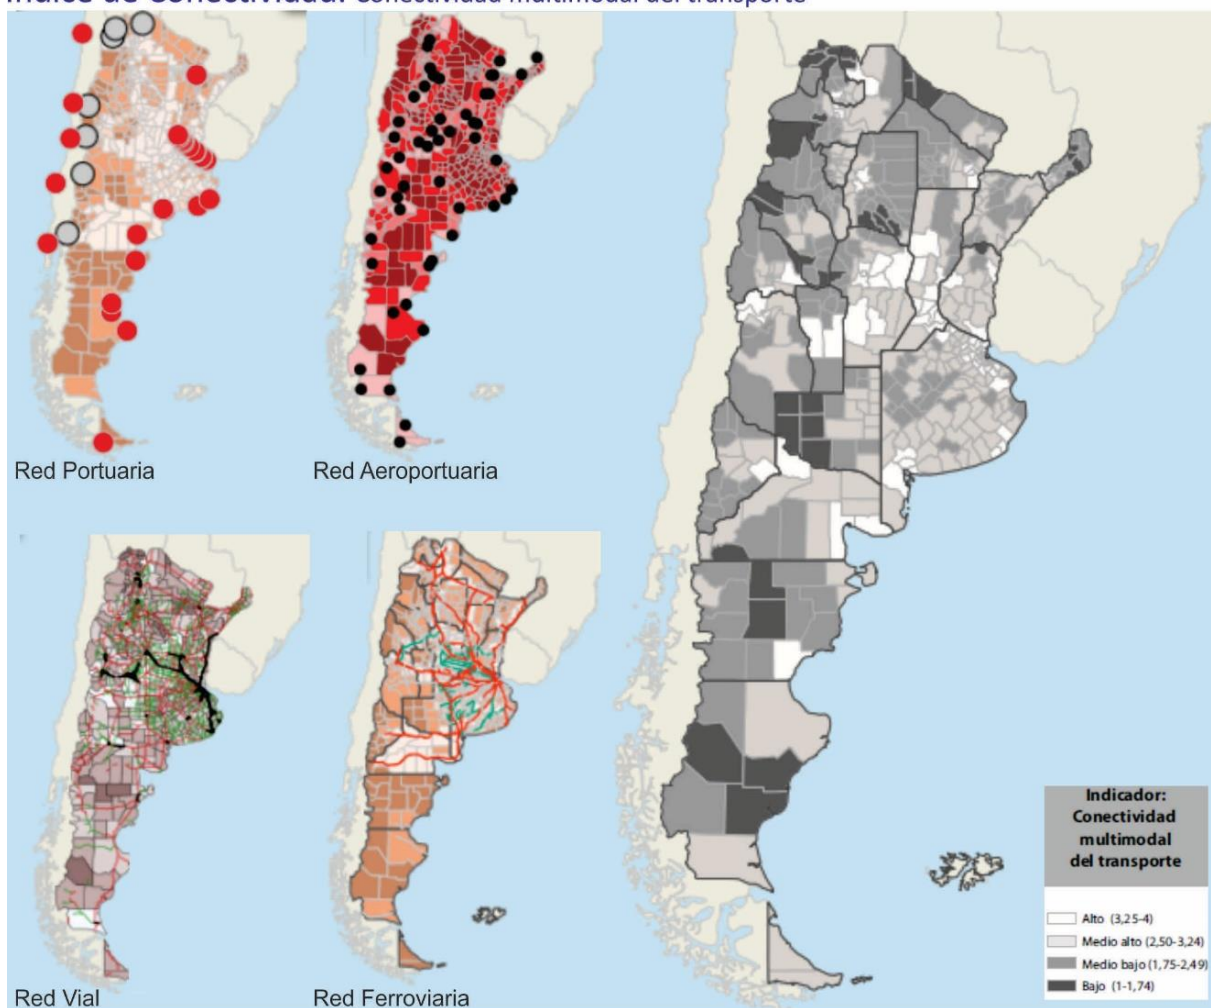 Índice de Conectividad: Conectividad multimodal del transporte
Red Portuaria
Red Aeroportuaria
Red Vial
Red Ferroviaria
Indicador:
Conectividad
multimodal
del transporte
Alto (3,25-4)
Medio alto (2,50-3,24)
Medio bajo (1,75-2,49)
Bajo (1-1,74)